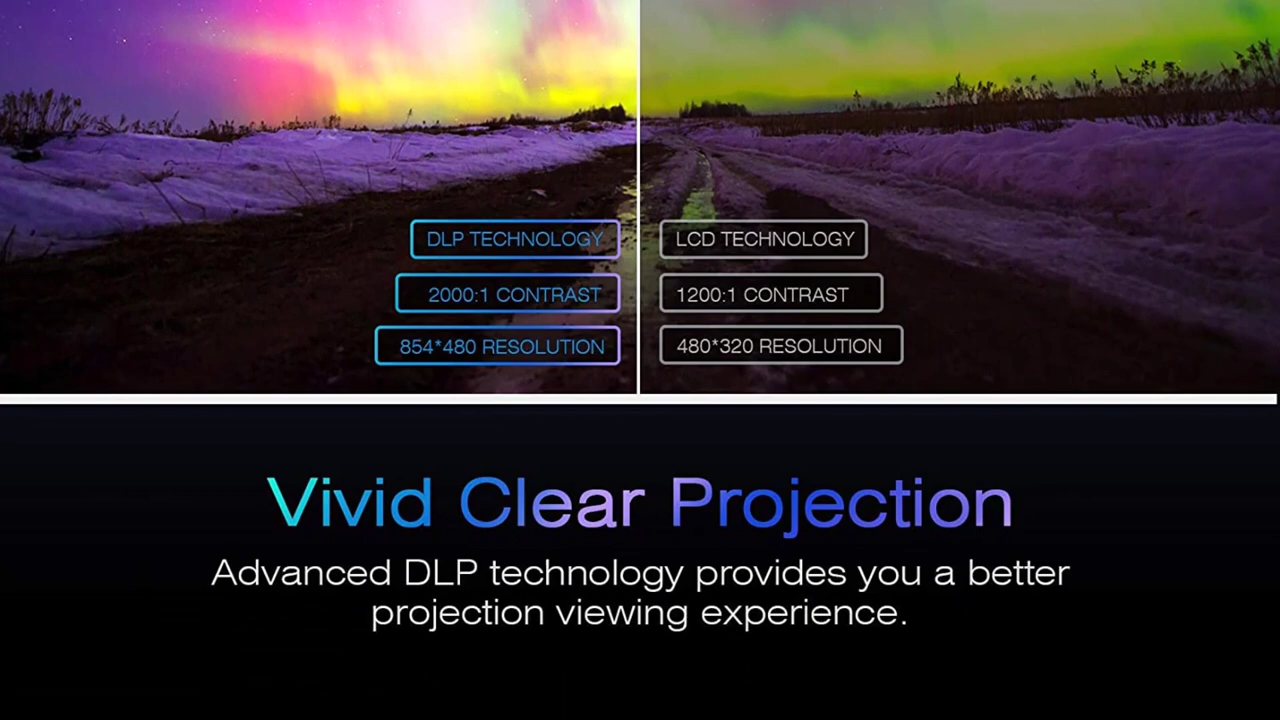 DLP TECHNOLOGY
2000:1 CONTRAST
854*480 RESOLUTION
LCD TECHNOLOGY
1200:1 CONTRAST
480*320 RESOLUTION
Vivid Clear Projection
Advanced DLP technology provides you a better
projection viewing experience.